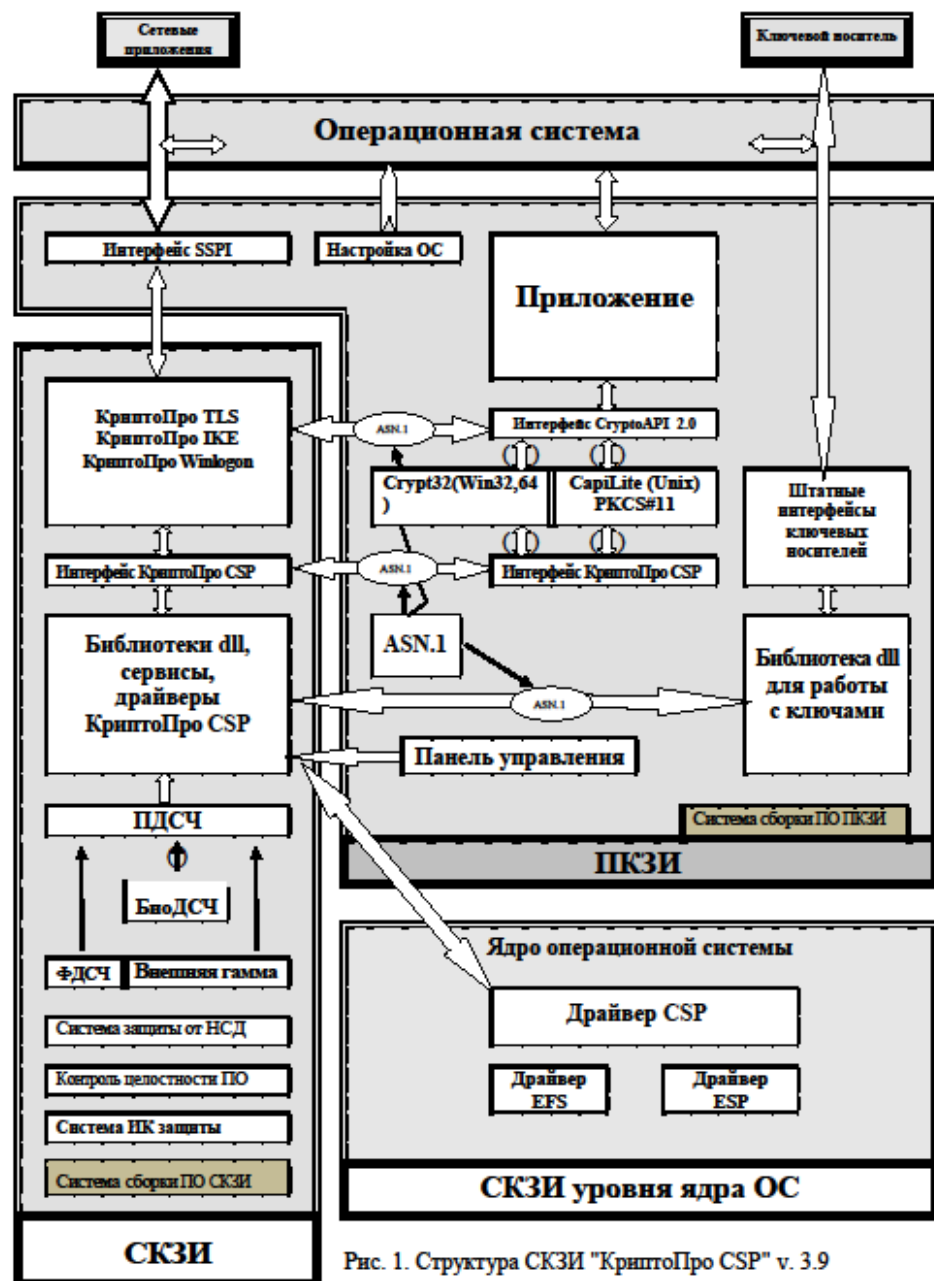 Сетевые
приложения
Ключевой носитель
Операционная система
Интерфейс SSPI
Настройка ОС
Приложение
КриптоПро TLS
КриптоПро IKE
КриптоПро Winlogon
ASN.1
Интерфейс CryptoAPI 2.0
Crypt32(Win32,64
)
CapiLite (Unix)
PKCS#11
Штатные
интерфейсы
ключевых
носителей
Интерфейс КриптоПро CSP
ASN.1
Интерфейс КриптоПро CSP
Библиотеки dll,
сервисы,
драйверы
КриптоПро CSP
ASN.1
ASN.1
Библиотека dll
для работы
с ключами
Панель управления
ПДСЧ
Система сборки ПО ПКЗИ
ПКЗИ
БиоДСЧ
ФДСЧ
Внешняя гамма
Ядро операционной системы
Драйвер CSP
Драйвер
EFS
Драйвер
ESP
Система защиты от НСД
Контроль целостности ПО
Система ИК защиты
Система сборки ПО СКЗИ
СКЗИ уровня ядра ОС
СКЗИ
Рис. 1. Структура СКЗИ "КриптоПро CSP" v. 3.9